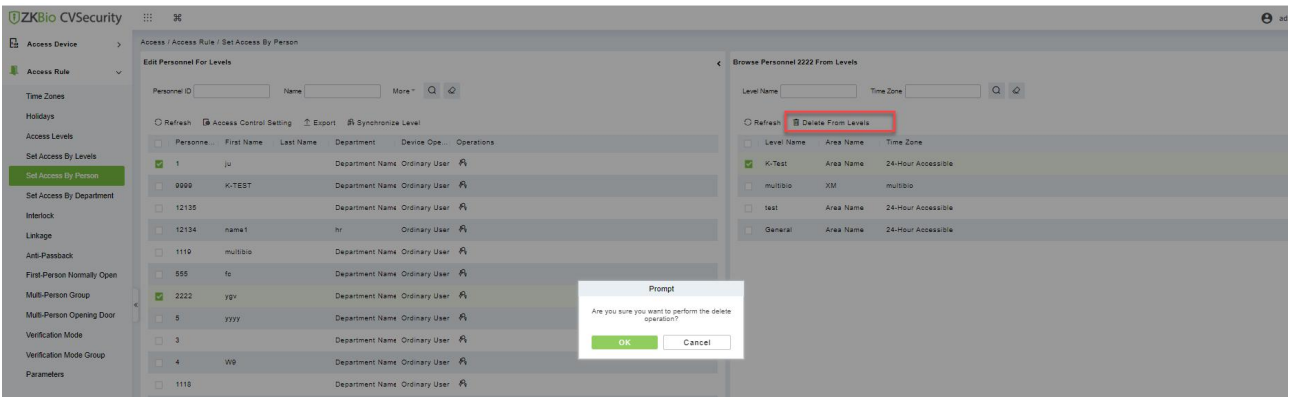 ZKBio CVSecurity
ad
Access Device
Access / Access Rule / Set Access By Person
Edit Personnel For Levels
Browse Personnel 2222 From Levels
Access Rule
Personnel ID Name More
Level Name Time Zone
Time Zones
Holidays
Refresh Access Control Setting Export Synchronize Level
Refresh Delete From Levels
Access Levels
Personne... First Name Last Name Department Device Ope... Operations
Level Name Area Name Time Zone
Set Access By Levels
1 ju Department Name Ordinary User
K-Test Area Name 24-Hour Accessible
Set Access By Person
9999 K-TEST Department Name Ordinary User
multibio XM multibio
Set Access By Department
12135 Department Name Ordinary User
test Area Name 24-Hour Accessible
Interlock
12134 name1 hr Ordinary User
General Area Name 24-Hour Accessible
Linkage
Anti-Passback
1119 multibio Department Name Ordinary User
First-Person Normally Open
555 fc Department Name Ordinary User
Multi-Person Group
2222 ygv Department Name Ordinary User
Multi-Person Opening Door
5 yyyy Department Name Ordinary User
Verification Mode
3 Department Name Ordinary User
Verification Mode Group
4 W9 Department Name Ordinary User
Parameters
1118 Department Name Ordinary User
Prompt
Are you sure you want to perform the delete
operation?
OK Cancel